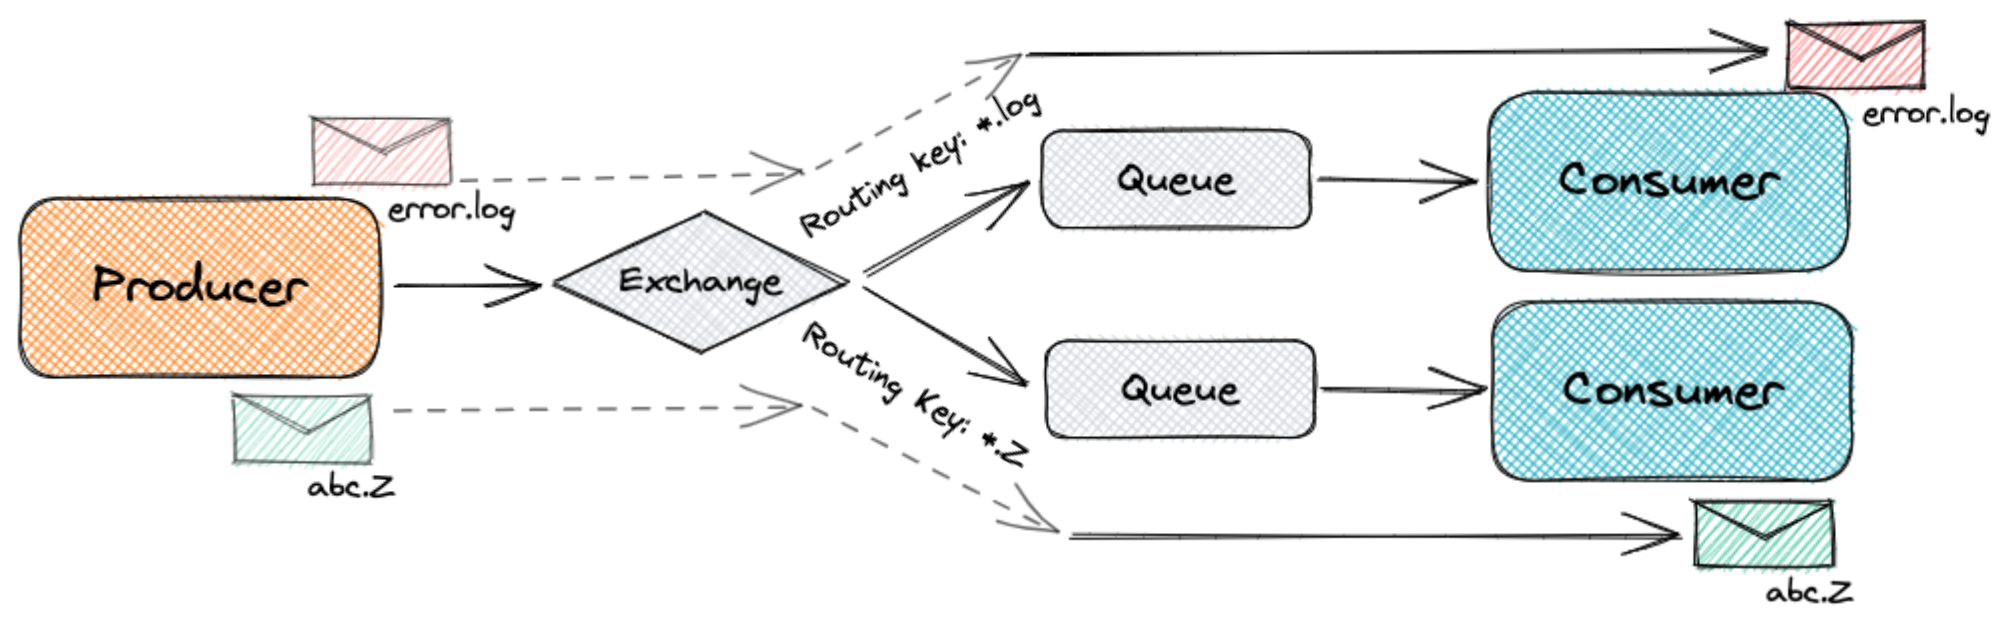 error.log
error.log
Routing key: *.log
Queue
Consumer
Producer
Exchange
Routing Key: *.Z
Queue
Consumer
abc.Z
abc.Z